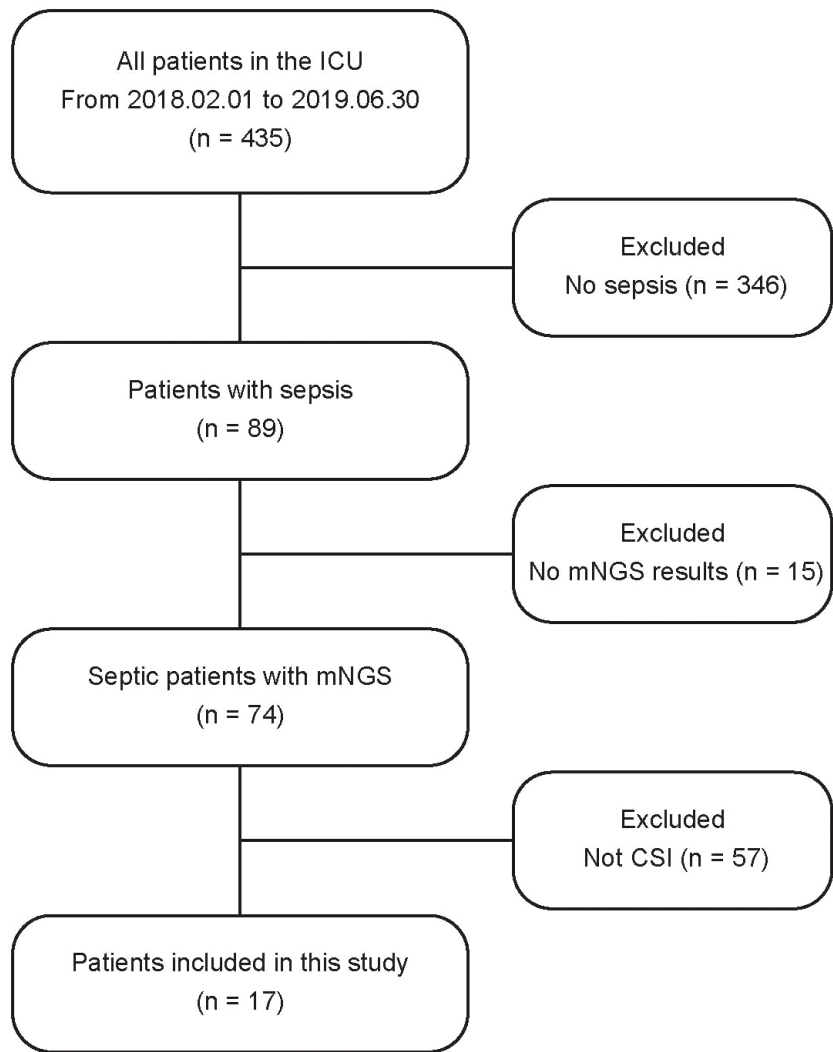 All patients in the ICU
From 2018.02.01 to 2019.06.30
(n = 435)
Excluded
No sepsis (n = 346)
Patients with sepsis
(n = 89)
Excluded
No mNGS results (n = 15)
Septic patients with mNGS
(n = 74)
Excluded
Not CSI (n = 57)
Patients included in this study
(n = 17)